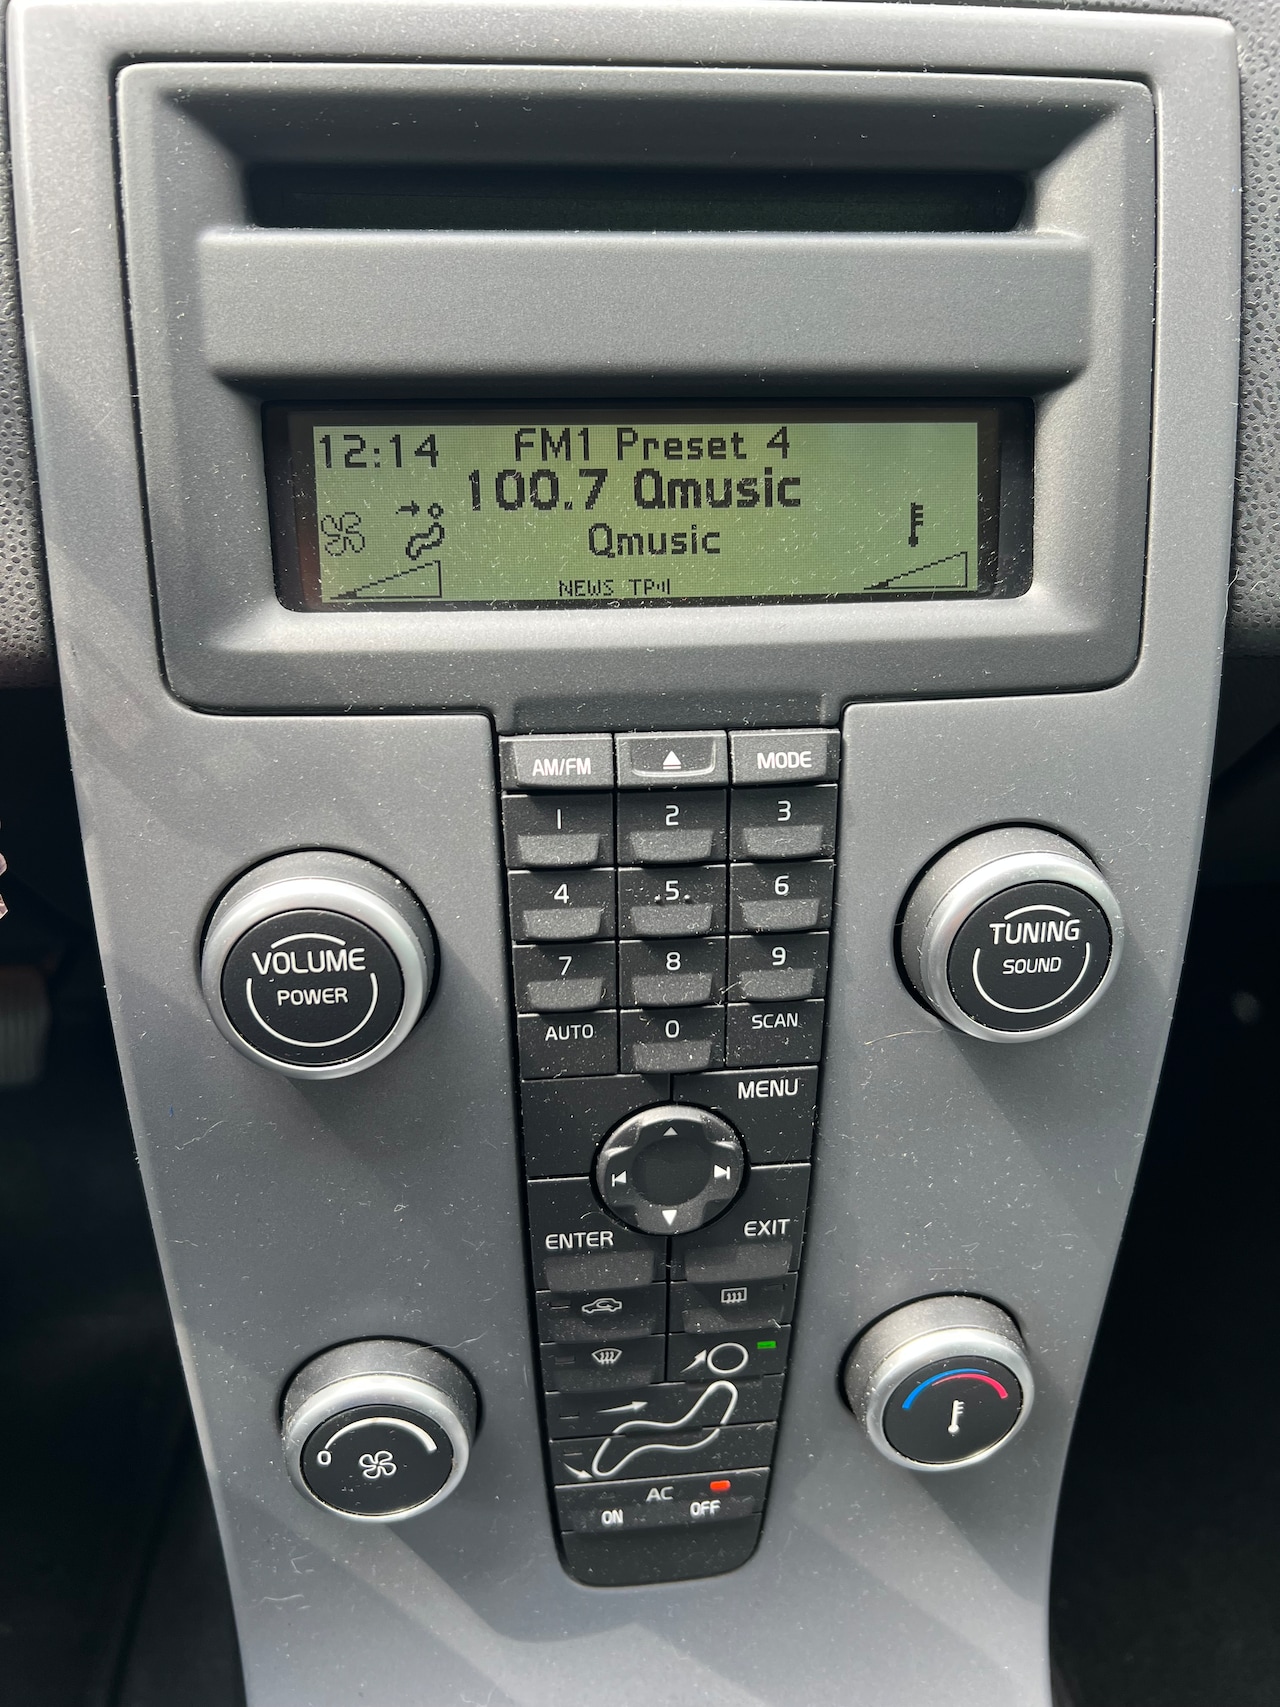 12:14 FM1 Preset 4
100.7 Qmusic
Qmusic
NEWS TP
AM/FM MODE
1 2 3
4 5 6
7 8 9
AUTO 0 SCAN
VOLUME
POWER
TUNING
SOUND
MENU
ENTER EXIT
0
AC
ON OFF